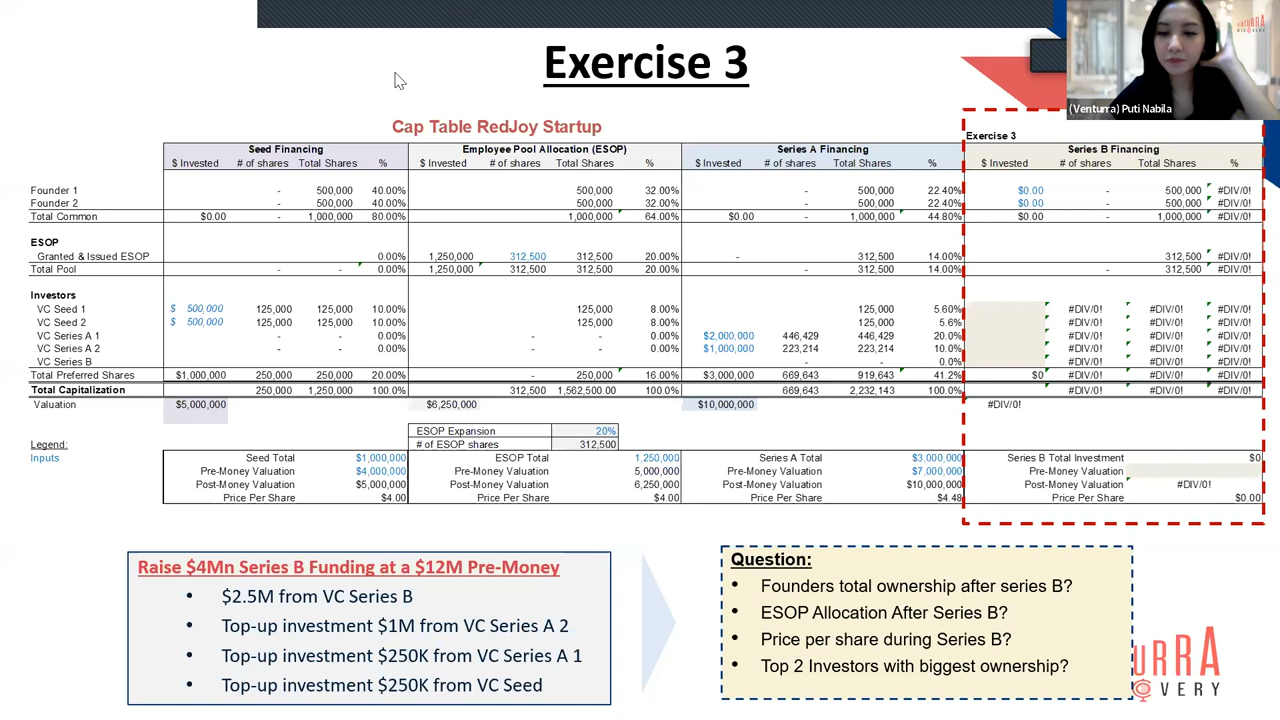 Exercise 3
VENTURRA
DISCOVERY
(Venturra) Puti Nabila
Cap Table RedJoy Startup
Exercise 3
Seed Financing Employee Pool Allocation (ESOP) Series A Financing Series B Financing
$ Invested # of shares Total Shares % $ Invested # of shares Total Shares % $ Invested # of shares Total Shares % $ Invested # of shares Total Shares %
Founder 1 - 500,000 40.00% 500,000 32.00% - 500,000 22.40% $0.00 - 500,000 #DIV/0!
Founder 2 - 500,000 40.00% 500,000 32.00% - 500,000 22.40% $0.00 - 500,000 #DIV/0!
Total Common $0.00 - 1,000,000 80.00% 1,000,000 64.00% $0.00 - 1,000,000 44.80% $0.00 - 1,000,000 #DIV/0!
ESOP
Granted & Issued ESOP 0.00% 1,250,000 312,500 312,500 20.00% - 312,500 14.00% 312,500 #DIV/0!
Total Pool - - 0.00% 1,250,000 312,500 312,500 20.00% - 312,500 14.00% - 312,500 #DIV/0!
Investors
VC Seed 1 $ 500,000 125,000 125,000 10.00% 125,000 8.00% 125,000 5.60% #DIV/0! #DIV/0! #DIV/0!
VC Seed 2 $ 500,000 125,000 125,000 10.00% 125,000 8.00% 125,000 5.6% #DIV/0! #DIV/0! #DIV/0!
VC Series A 1 - - 0.00% - - 0.00% $2,000,000 446,429 446,429 20.0% #DIV/0! #DIV/0! #DIV/0!
VC Series A 2 - - 0.00% - - 0.00% $1,000,000 223,214 223,214 10.0% #DIV/0! #DIV/0! #DIV/0!
VC Series B - - 0.0% #DIV/0! #DIV/0! #DIV/0!
Total Preferred Shares $1,000,000 250,000 250,000 20.00% - 250,000 16.00% $3,000,000 669,643 919,643 41.2% $0 #DIV/0! #DIV/0! #DIV/0!
Total Capitalization 250,000 1,250,000 100.0% 312,500 1,562,500.00 100.0% 669,643 2,232,143 100.0% #DIV/0! #DIV/0! #DIV/0!
Valuation $5,000,000 $6,250,000 $10,000,000 #DIV/0!
ESOP Expansion 20%
Legend: # of ESOP shares 312,500
Inputs Seed Total $1,000,000 ESOP Total 1,250,000 Series A Total $3,000,000 Series B Total Investment $0
Pre-Money Valuation $4,000,000 Pre-Money Valuation 5,000,000 Pre-Money Valuation $7,000,000 Pre-Money Valuation
Post-Money Valuation $5,000,000 Post-Money Valuation 6,250,000 Post-Money Valuation $10,000,000 Post-Money Valuation #DIV/0!
Price Per Share $4.00 Price Per Share $4.00 Price Per Share $4.48 Price Per Share $0.00
Raise $4Mn Series B Funding at a $12M Pre-Money
• $2.5M from VC Series B
• Top-up investment $1M from VC Series A 2
• Top-up investment $250K from VC Series A 1
• Top-up investment $250K from VC Seed
Question:
• Founders total ownership after series B?
• ESOP Allocation After Series B?
• Price per share during Series B?
• Top 2 Investors with biggest ownership?
URRA
OVERY